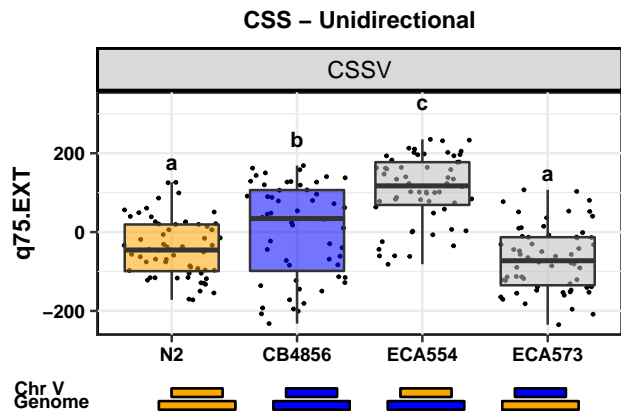 CSS – Unidirectional
CSSV
q75.EXT
200
0
−200
a
b
c
a
N2 CB4856 ECA554 ECA573
Chr V
Genome